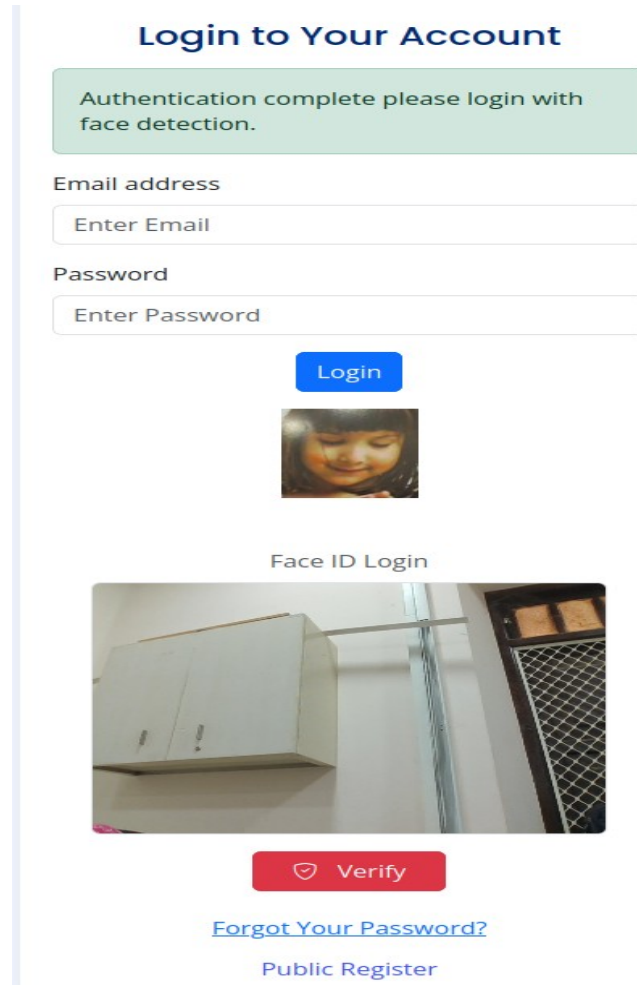 Login to Your Account
Authentication complete please login with
face detection.
Email address
Enter Email
Password
Enter Password
Login
Face ID Login
Verify
Forgot Your Password?
Public Register